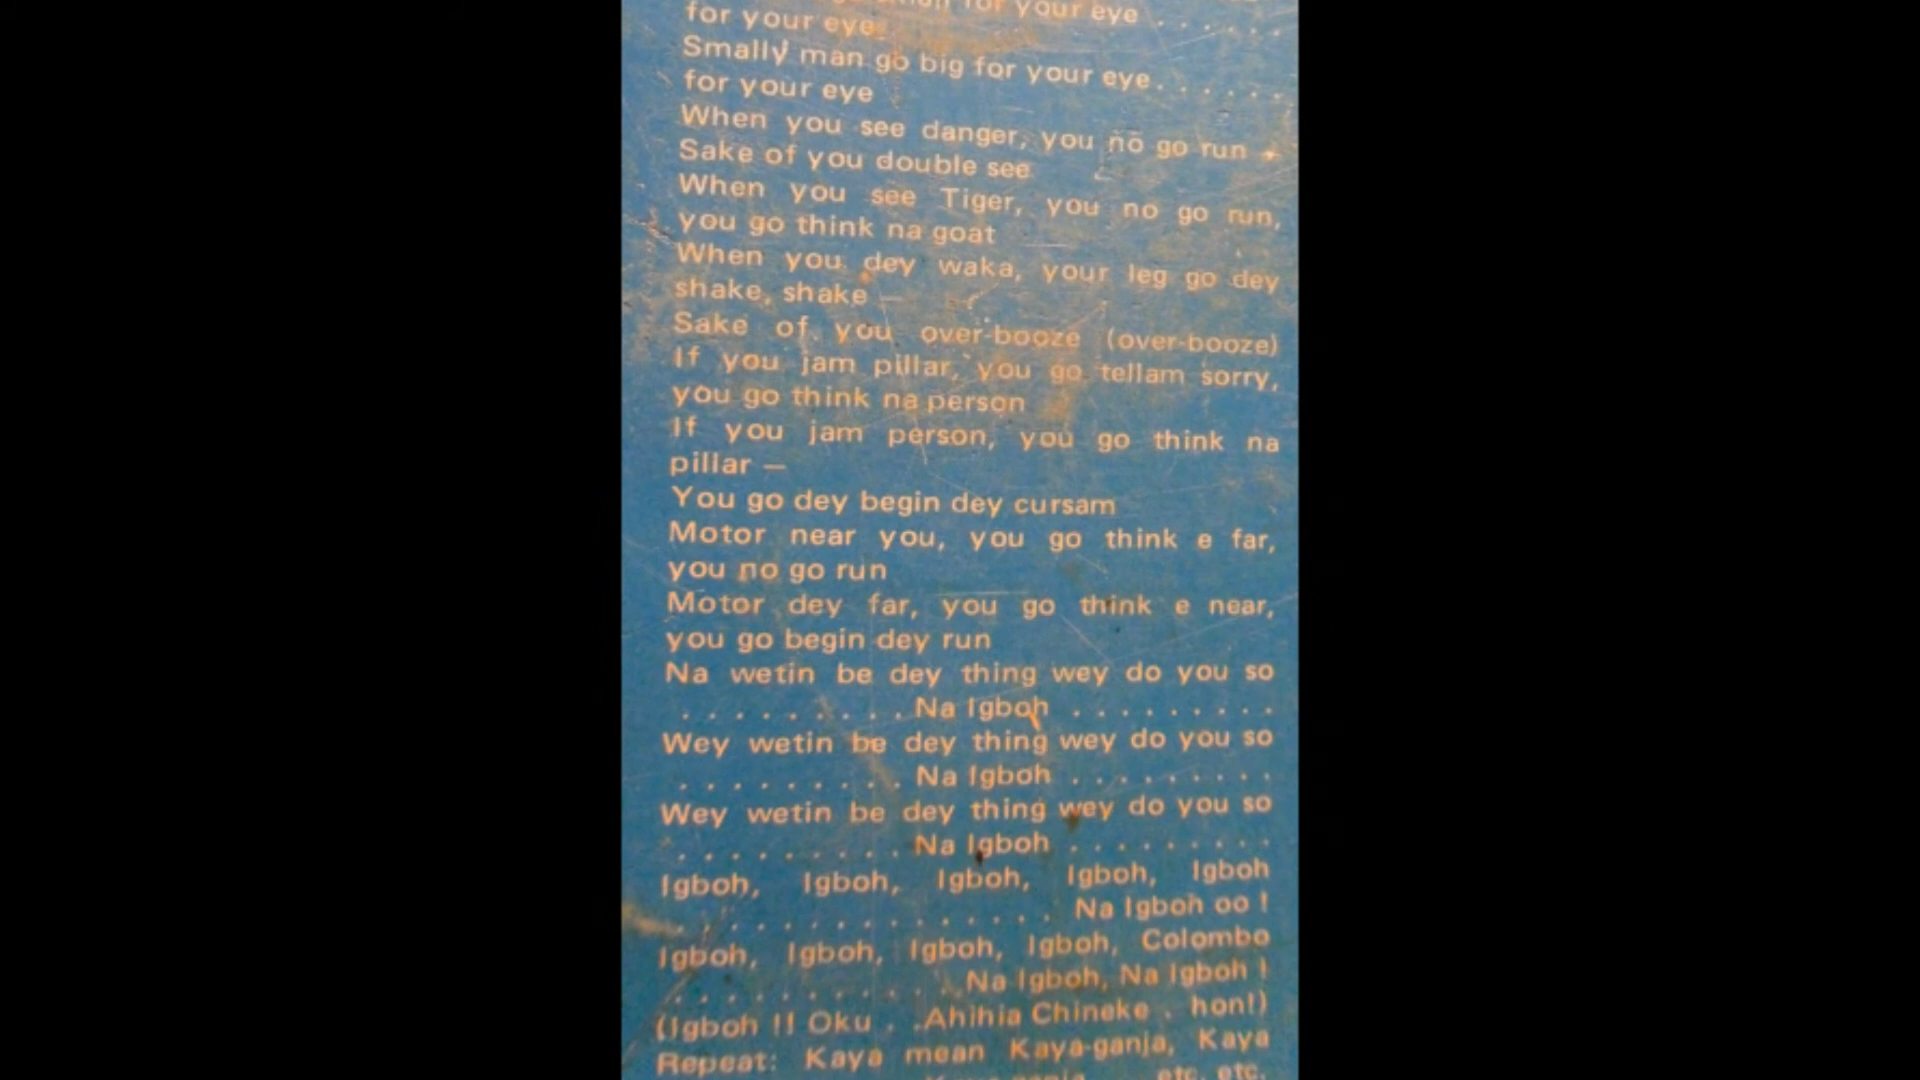 for your eye . . . . . .
for your eye
Smally man go big for your eye . . . . . .
for your eye
When you see danger, you no go run -
Sake of you double see
When you see Tiger, you no go run,
you go think na goat
When you dey waka, your leg go dey
shake, shake —
Sake of you over-booze (over-booze)
If you jam pillar, you go tellam sorry,
you go think na person
If you jam person, you go think na
pillar —
You go dey begin dey cursam
Motor near you, you go think e far,
you no go run
Motor dey far, you go think e near,
you go begin dey run
Na wetin be dey thing wey do you so
. . . . . . . . . Na Igboh . . . . . . . .
Wey wetin be dey thing wey do you so
. . . . . . . . . Na Igboh . . . . . . . .
Wey wetin be dey thing wey do you so
. . . . . . . . . Na Igboh . . . . . . . .
Igboh, Igboh, Igboh, Igboh, Igboh
. . . . . . . . . . . . . . . Na Igboh oo !
Igboh, Igboh, Igboh, Igboh, Colombo
. . . . . . . . . . . Na Igboh, Na Igboh !
(Igboh !! Oku . .Ahihia Chineke . hon!)
Repeat: Kaya mean Kaya-ganja, Kaya
etc. etc.